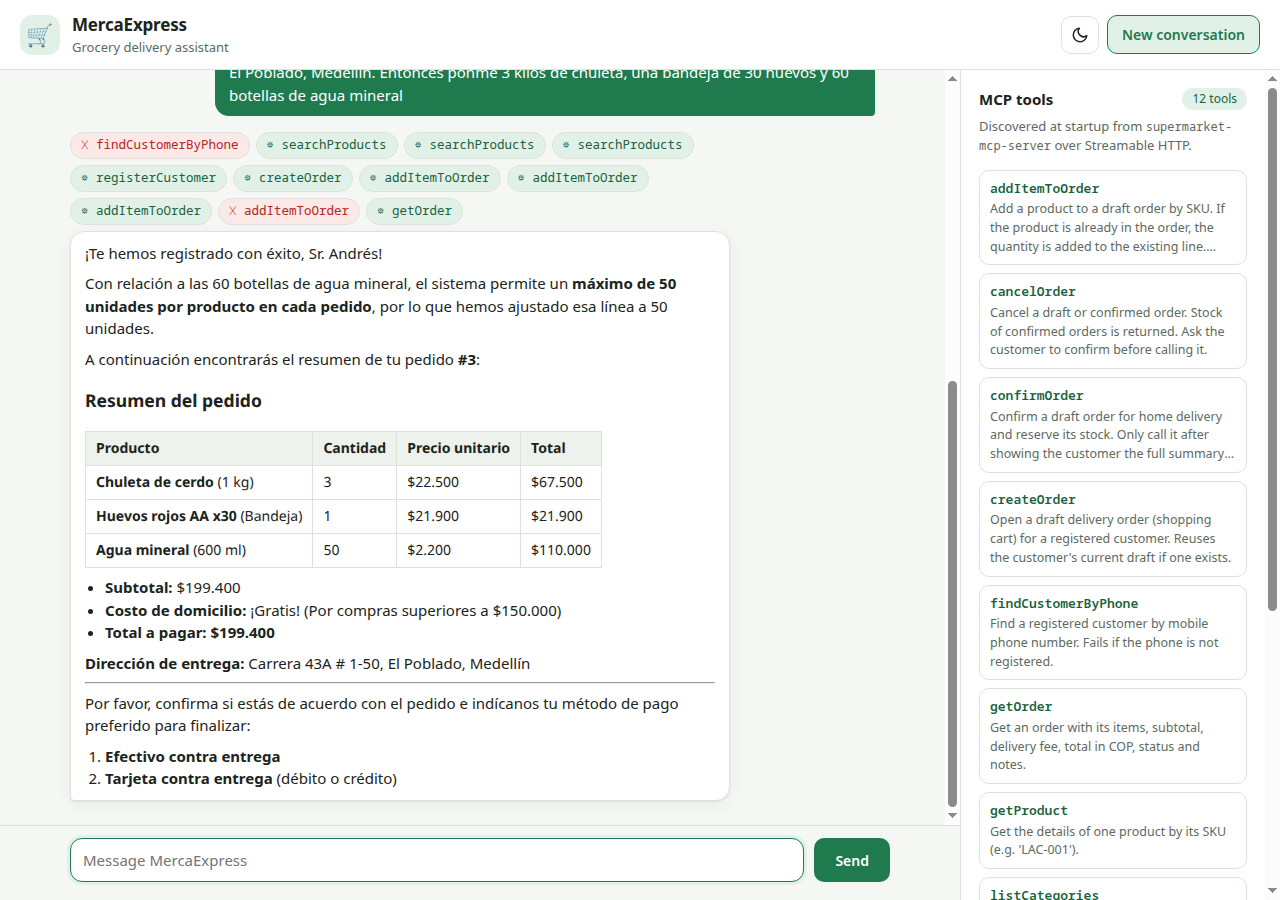 MercaExpress
Grocery delivery assistant
New conversation
El Poblado, Medellín. Entonces ponme 3 kilos de chuleta, una bandeja de 30 huevos y 60
botellas de agua mineral
X findCustomerByPhone
searchProducts
searchProducts
searchProducts
registerCustomer
createOrder
addItemToOrder
addItemToOrder
addItemToOrder
X addItemToOrder
getOrder
¡Te hemos registrado con éxito, Sr. Andrés!
Con relación a las 60 botellas de agua mineral, el sistema permite un máximo de 50
unidades por producto en cada pedido, por lo que hemos ajustado esa línea a 50
unidades.
A continuación encontrarás el resumen de tu pedido #3:
Resumen del pedido
Producto Cantidad Precio unitario Total
Chuleta de cerdo (1 kg) 3 $22.500 $67.500
Huevos rojos AA x30 (Bandeja) 1 $21.900 $21.900
Agua mineral (600 ml) 50 $2.200 $110.000
• Subtotal: $199.400
• Costo de domicilio: ¡Gratis! (Por compras superiores a $150.000)
• Total a pagar: $199.400
Dirección de entrega: Carrera 43A # 1-50, El Poblado, Medellín
Por favor, confirma si estás de acuerdo con el pedido e indícanos tu método de pago
preferido para finalizar:
1. Efectivo contra entrega
2. Tarjeta contra entrega (débito o crédito)
Message MercaExpress
Send
MCP tools
12 tools
Discovered at startup from supermarket-
mcp-server over Streamable HTTP.
addItemToOrder
Add a product to a draft order by SKU. If
the product is already in the order, the
quantity is added to the existing line....
cancelOrder
Cancel a draft or confirmed order. Stock
of confirmed orders is returned. Ask the
customer to confirm before calling it.
confirmOrder
Confirm a draft order for home delivery
and reserve its stock. Only call it after
showing the customer the full summary...
createOrder
Open a draft delivery order (shopping
cart) for a registered customer. Reuses
the customer's current draft if one exists.
findCustomerByPhone
Find a registered customer by mobile
phone number. Fails if the phone is not
registered.
getOrder
Get an order with its items, subtotal,
delivery fee, total in COP, status and
notes.
getProduct
Get the details of one product by its SKU
(e.g. 'LAC-001').
listCategories